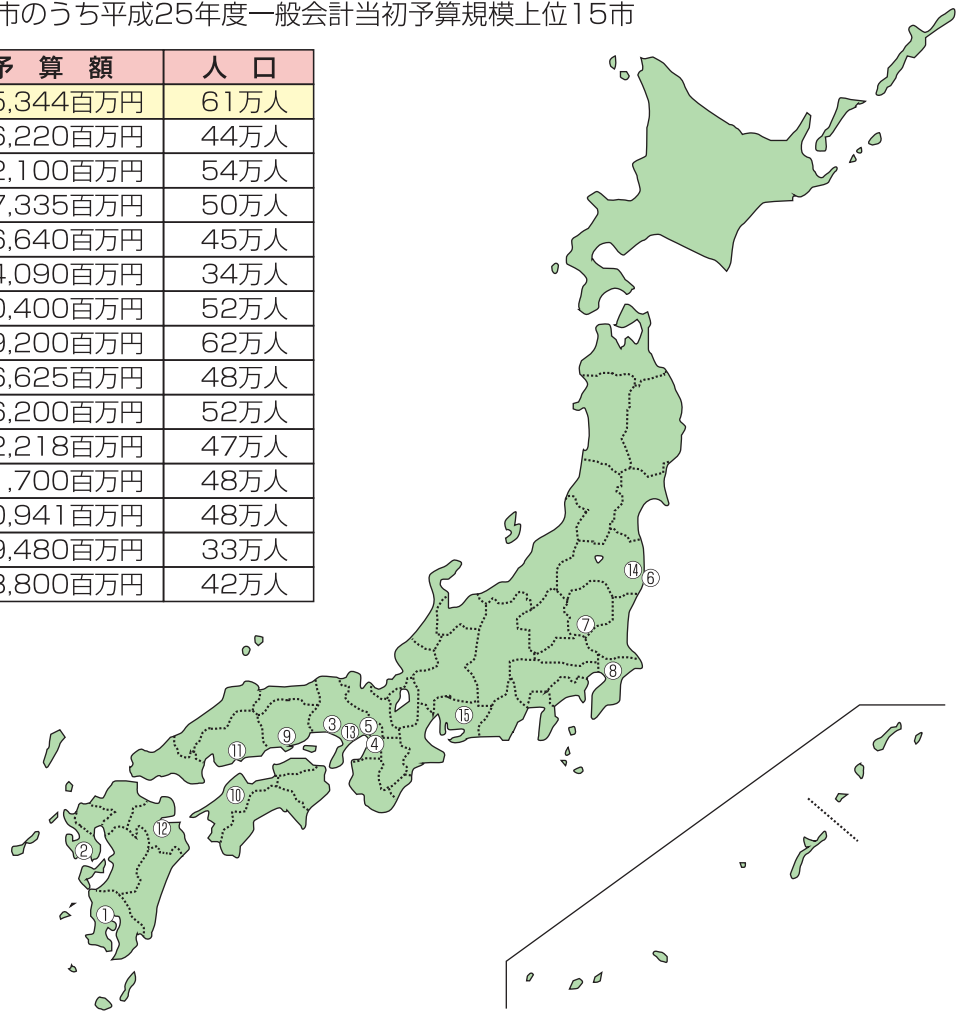 市のうち平成25年度一般会計当初予算規模上位15市
予 算 額 人 口
5,344百万円 61万人
6,220百万円 44万人
2,100百万円 54万人
7,335百万円 50万人
6,640百万円 45万人
4,090百万円 34万人
0,400百万円 52万人
9,200百万円 62万人
6,625百万円 48万人
6,200百万円 52万人
2,218百万円 47万人
,700百万円 48万人
0,941百万円 48万人
9,480百万円 33万人
3,800百万円 42万人
⑭ ⑥
⑦
⑧
⑮
③ ⑬ ⑤
④
⑨
⑪
⑩
⑫
②
①